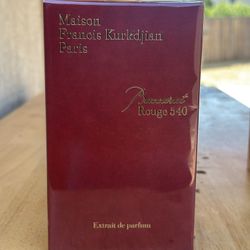 Maison
Francis Kurkdjian
Paris
Baccarat
Rouge 540
Extrait de parfum